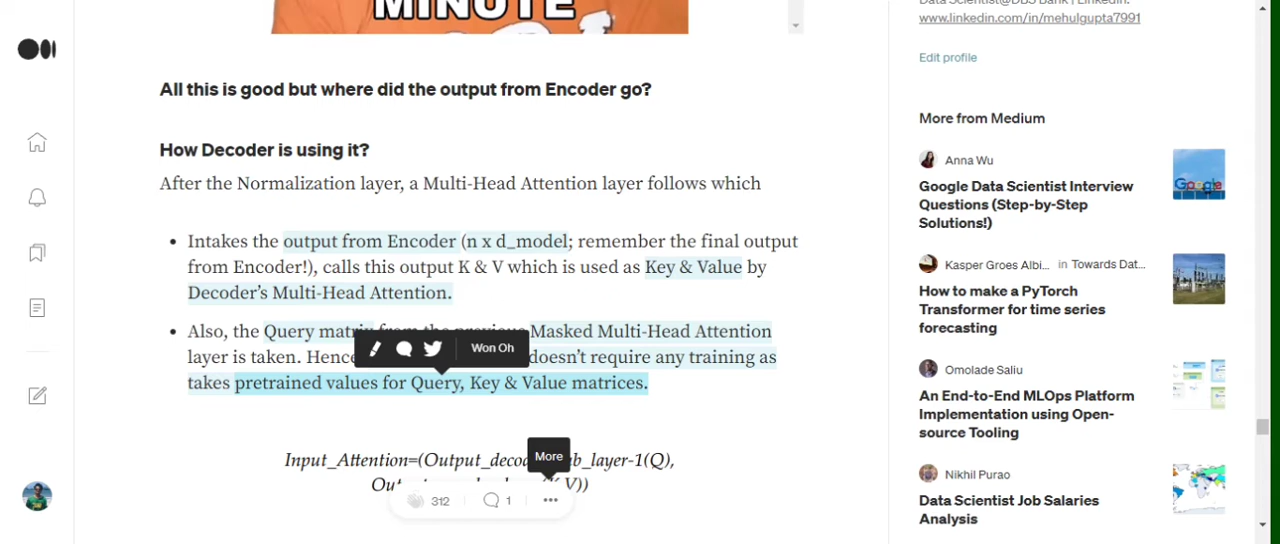 MINUTE
All this is good but where did the output from Encoder go?
How Decoder is using it?
After the Normalization layer, a Multi-Head Attention layer follows which
Intakes the output from Encoder (n x d_model; remember the final output
from Encoder!), calls this output K & V which is used as Key & Value by
Decoder’s Multi-Head Attention.
Also, the Query matrix from the previous Masked Multi-Head Attention
layer is taken. Hence doesn’t require any training as
takes pretrained values for Query, Key & Value matrices.
Won Oh
More
Input_Attention=(Output_decod b_layer-1(Q),
V))
312
1
Data Scientist@DBS Bank | LinkedIn:
www.linkedin.com/in/mehulgupta7991
Edit profile
More from Medium
Anna Wu
Google Data Scientist Interview
Questions (Step-by-Step
Solutions!)
Kasper Groes Albi... in Towards Dat...
How to make a PyTorch
Transformer for time series
forecasting
Omolade Saliu
An End-to-End MLOps Platform
Implementation using Open-
source Tooling
Nikhil Purao
Data Scientist Job Salaries
Analysis
Google